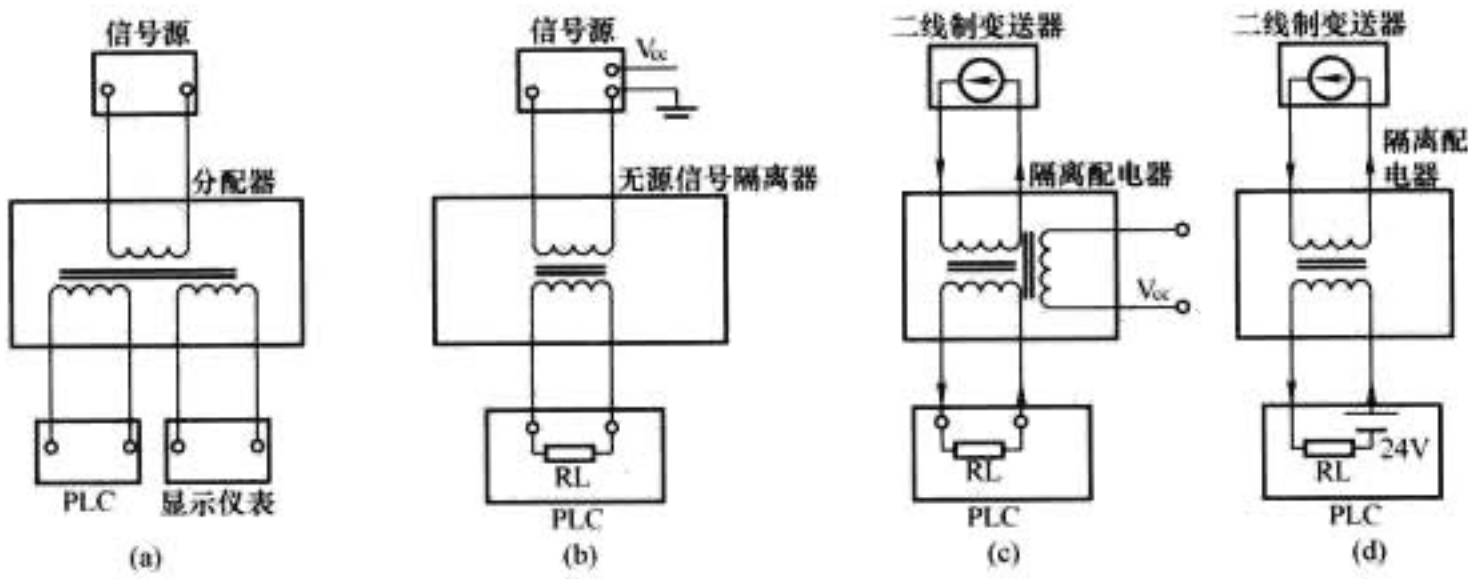 信号源
分配器
PLC
显示仪表
(a)
信号源
Vcc
无源信号隔离器
RL
PLC
(b)
二线制变送器
隔离配电器
Vcc
RL
PLC
(c)
二线制变送器
隔离配
电器
24V
RL
PLC
(d)